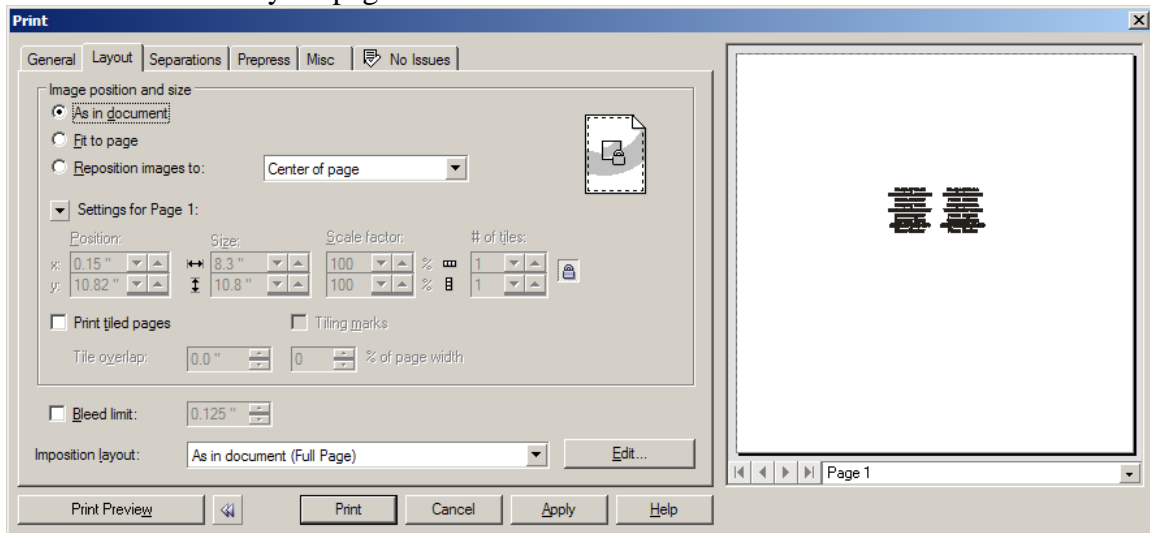 Print
General Layout Separations Prepress Misc No Issues
Image position and size
As in document
Fit to page
Reposition images to: Center of page
Settings for Page 1:
Position: Size: Scale factor: # of tiles:
x: 0.15 " 8.3 " 100 % 1
y: 10.82 " 10.8 " 100 % 1
Print tiled pages Tiling marks
Tile overlap: 0.0 " 0 % of page width
Bleed limit: 0.125 "
Imposition layout: As in document (Full Page) Edit...
Page 1
Print Preview Print Cancel Apply Help